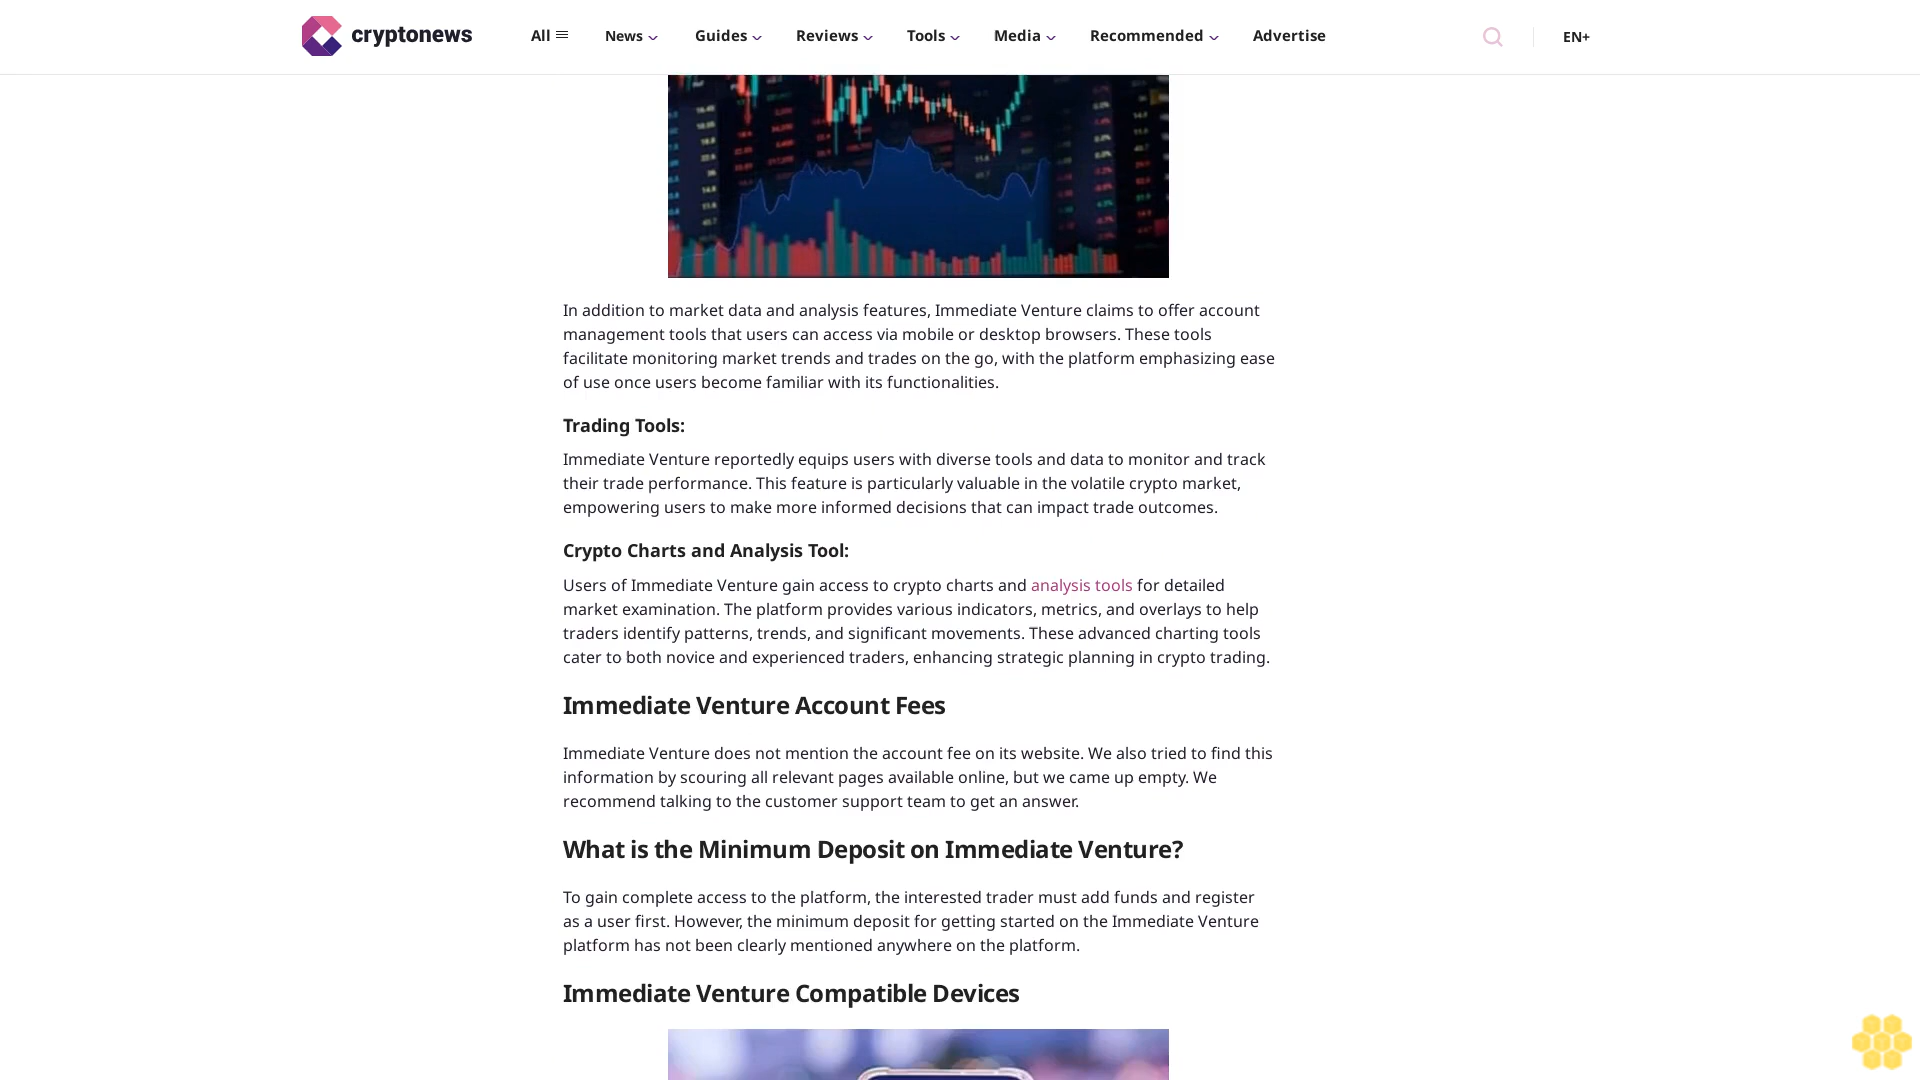 cryptonews
All
News
Guides
Reviews
Tools
Media
Recommended
Advertise
EN+
In addition to market data and analysis features, Immediate Venture claims to offer account
management tools that users can access via mobile or desktop browsers. These tools
facilitate monitoring market trends and trades on the go, with the platform emphasizing ease
of use once users become familiar with its functionalities.
Trading Tools:
Immediate Venture reportedly equips users with diverse tools and data to monitor and track
their trade performance. This feature is particularly valuable in the volatile crypto market,
empowering users to make more informed decisions that can impact trade outcomes.
Crypto Charts and Analysis Tool:
Users of Immediate Venture gain access to crypto charts and analysis tools for detailed
market examination. The platform provides various indicators, metrics, and overlays to help
traders identify patterns, trends, and significant movements. These advanced charting tools
cater to both novice and experienced traders, enhancing strategic planning in crypto trading.
Immediate Venture Account Fees
Immediate Venture does not mention the account fee on its website. We also tried to find this
information by scouring all relevant pages available online, but we came up empty. We
recommend talking to the customer support team to get an answer.
What is the Minimum Deposit on Immediate Venture?
To gain complete access to the platform, the interested trader must add funds and register
as a user first. However, the minimum deposit for getting started on the Immediate Venture
platform has not been clearly mentioned anywhere on the platform.
Immediate Venture Compatible Devices